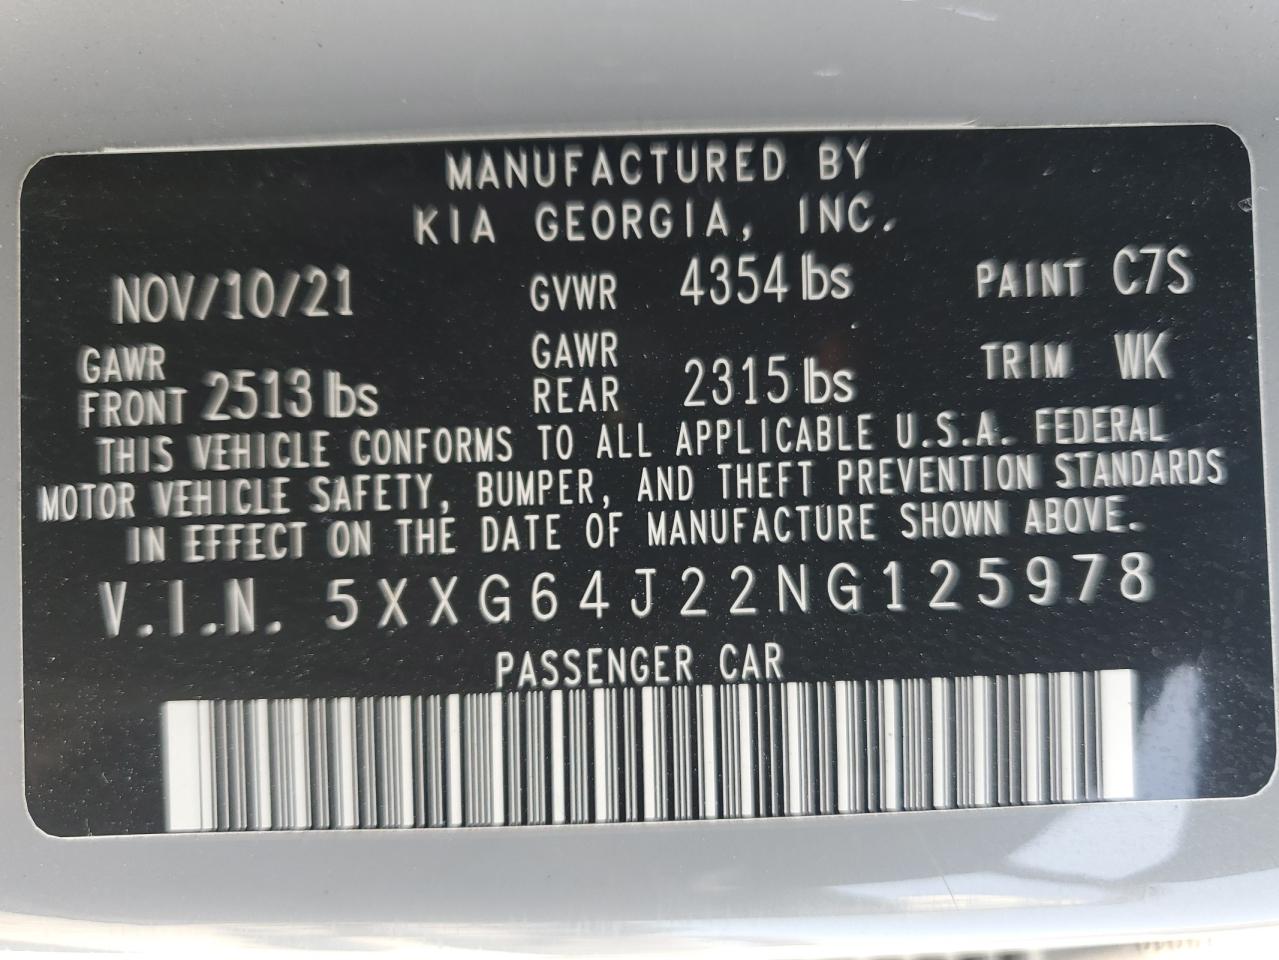 MANUFACTURED BY
KIA GEORGIA, INC.
NOV/10/21 GVWR 4354 lbs PAINT C7S
GAWR FRONT 2513 lbs GAWR REAR 2315 lbs TRIM WK
THIS VEHICLE CONFORMS TO ALL APPLICABLE U.S.A. FEDERAL
MOTOR VEHICLE SAFETY, BUMPER, AND THEFT PREVENTION STANDARDS
IN EFFECT ON THE DATE OF MANUFACTURE SHOWN ABOVE.
V.I.N. 5XXG64J22NG125978
PASSENGER CAR